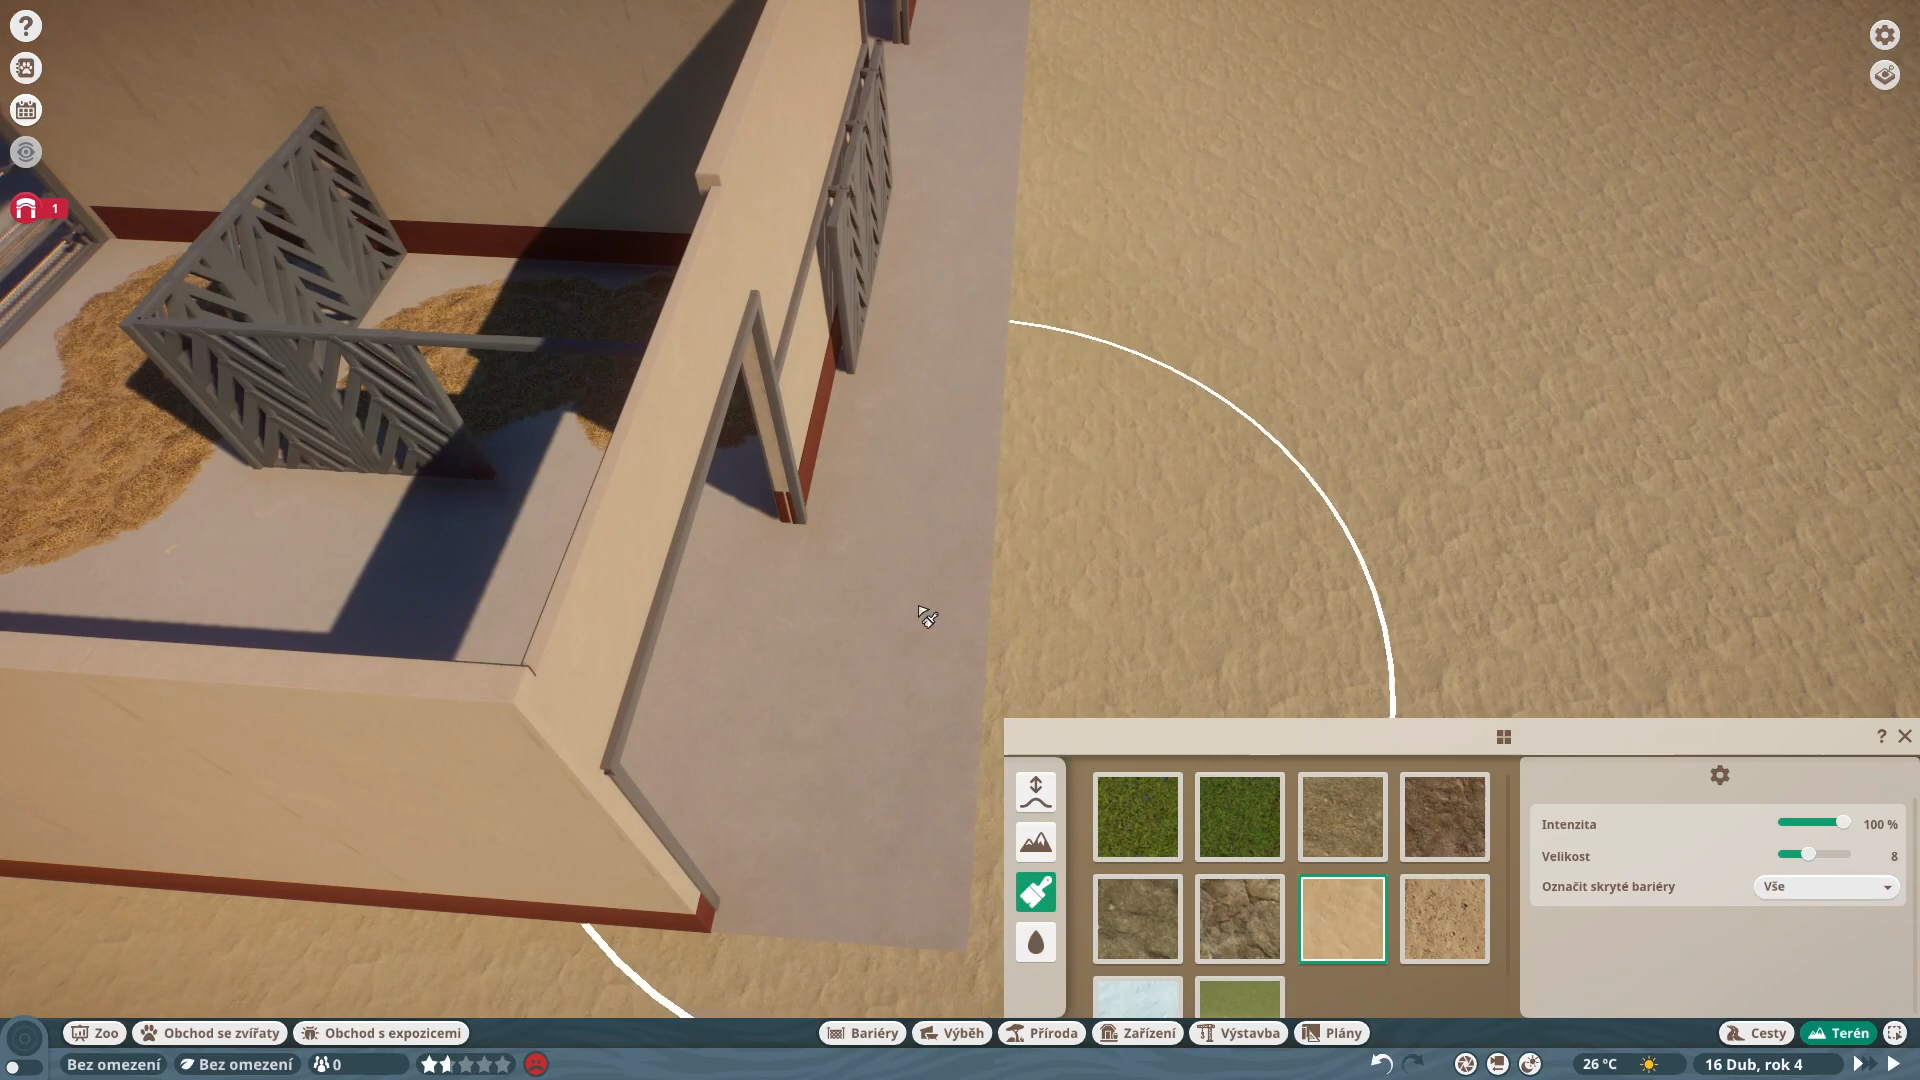 ?
1
?
Intenzita 100 %
Velikost 8
Označit skryté bariéry Vše
Zoo Obchod se zvířaty Obchod s expozicemi Bariéry Výběh Příroda Zařízení Výstavba Plány Cesty Terén
Bez omezení Bez omezení 0 26 °C 16 Dub, rok 4